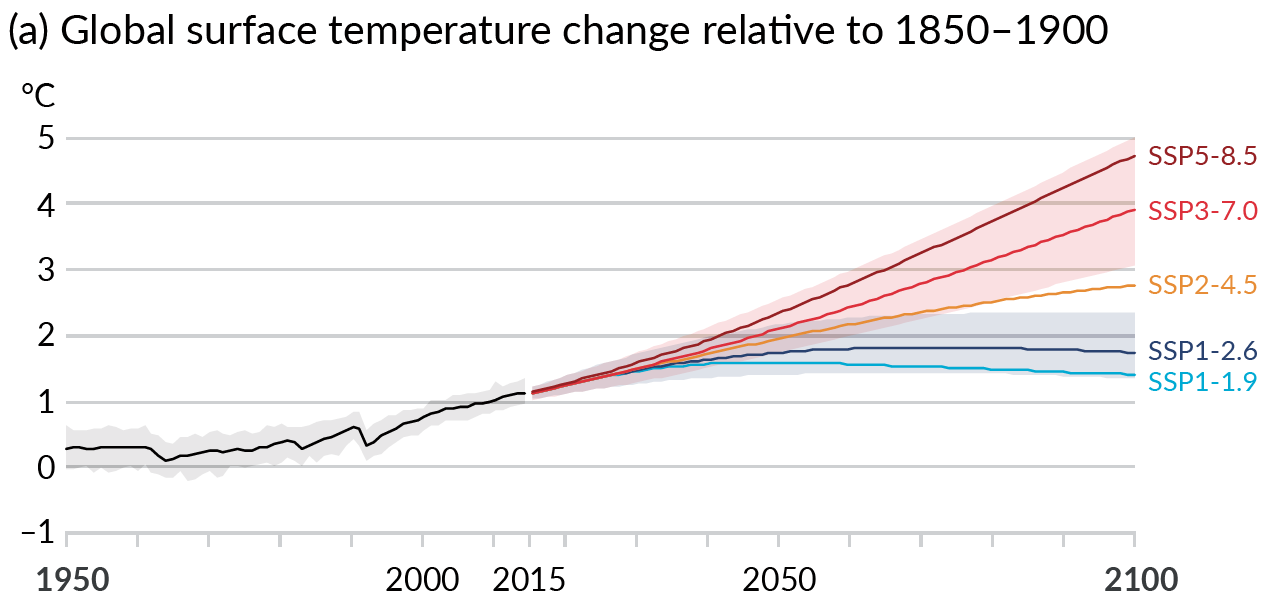 (a) Global surface temperature change relative to 1850–1900
°C
5
4
3
2
1
0
−1
SSP5-8.5
SSP3-7.0
SSP2-4.5
SSP1-2.6
SSP1-1.9
1950 2000 2015 2050 2100